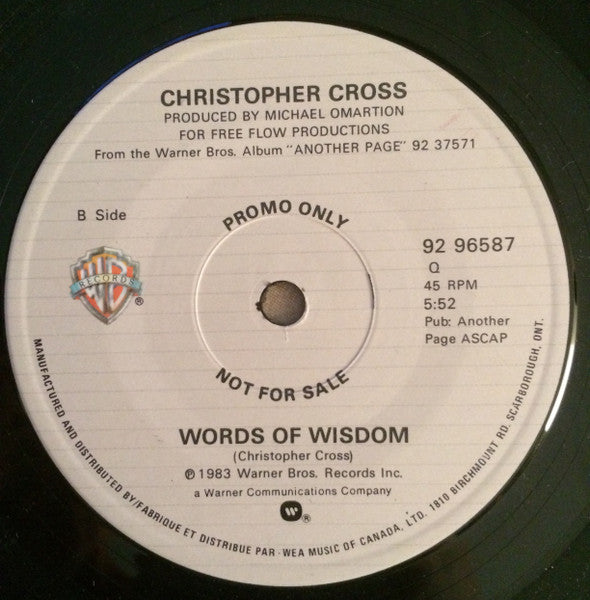 CHRISTOPHER CROSS
PRODUCED BY MICHAEL OMARTION
FOR FREE FLOW PRODUCTIONS
From the Warner Bros. Album "ANOTHER PAGE" 92 37571
B Side
PROMO ONLY
92 96587
Q
45 RPM
5:52
Pub: Another
Page ASCAP
WB
RECORDS
®
NOT FOR SALE
WORDS OF WISDOM
(Christopher Cross)
℗ 1983 Warner Bros. Records Inc.
a Warner Communications Company
®
MANUFACTURED AND DISTRIBUTED BY/FABRIQUE ET DISTRIBUE PAR - WEA MUSIC OF CANADA, LTD. 1810 BIRCHMOUNT RD. SCARBOROUGH, ONT.